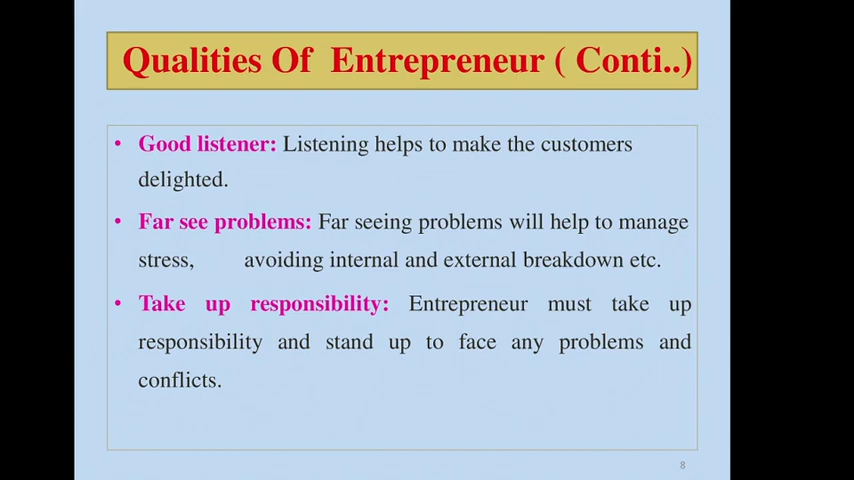 Qualities Of Entrepreneur ( Conti..)
• Good listener: Listening helps to make the customers
delighted.
• Far see problems: Far seeing problems will help to manage
stress, avoiding internal and external breakdown etc.
• Take up responsibility: Entrepreneur must take up
responsibility and stand up to face any problems and
conflicts.
8